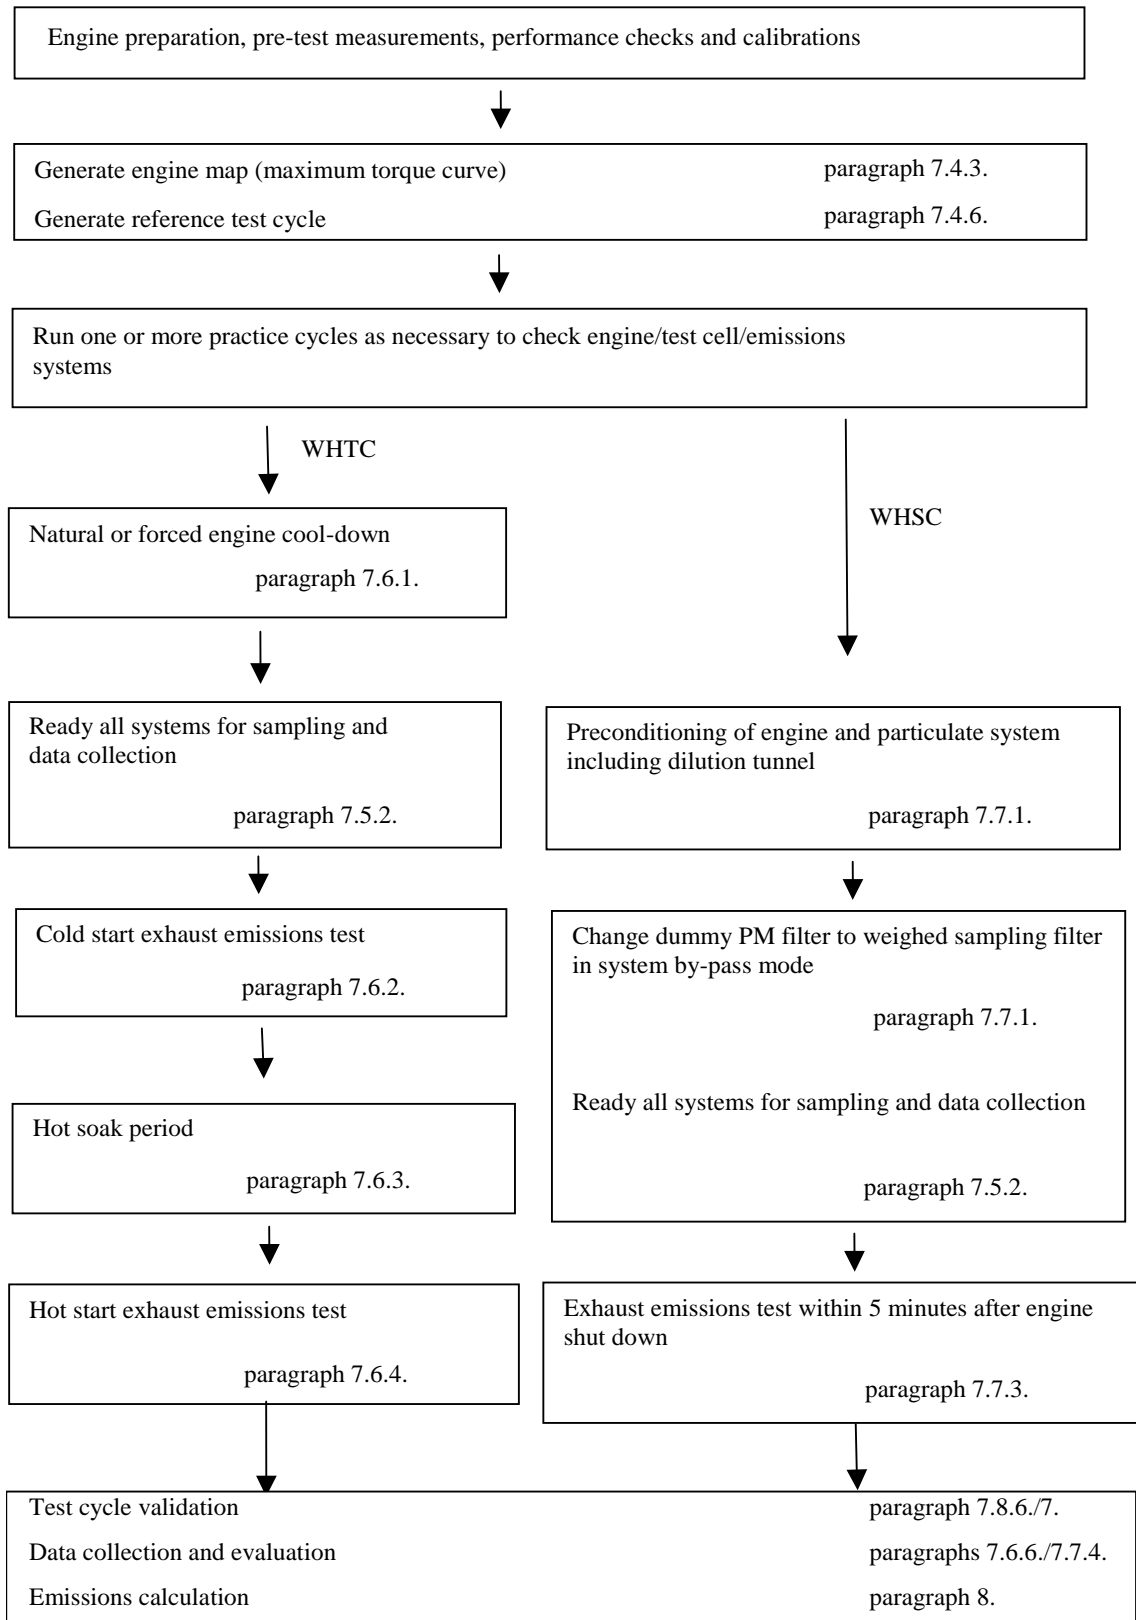 Engine preparation, pre-test measurements, performance checks and calibrations
Generate engine map (maximum torque curve) paragraph 7.4.3.
Generate reference test cycle paragraph 7.4.6.
Run one or more practice cycles as necessary to check engine/test cell/emissions
systems
WHTC
WHSC
Natural or forced engine cool-down
paragraph 7.6.1.
Ready all systems for sampling and
data collection
paragraph 7.5.2.
Cold start exhaust emissions test
paragraph 7.6.2.
Hot soak period
paragraph 7.6.3.
Hot start exhaust emissions test
paragraph 7.6.4.
Preconditioning of engine and particulate system
including dilution tunnel
paragraph 7.7.1.
Change dummy PM filter to weighed sampling filter
in system by-pass mode
paragraph 7.7.1.
Ready all systems for sampling and data collection
paragraph 7.5.2.
Exhaust emissions test within 5 minutes after engine
shut down
paragraph 7.7.3.
Test cycle validation paragraph 7.8.6./7.
Data collection and evaluation paragraphs 7.6.6./7.7.4.
Emissions calculation paragraph 8.